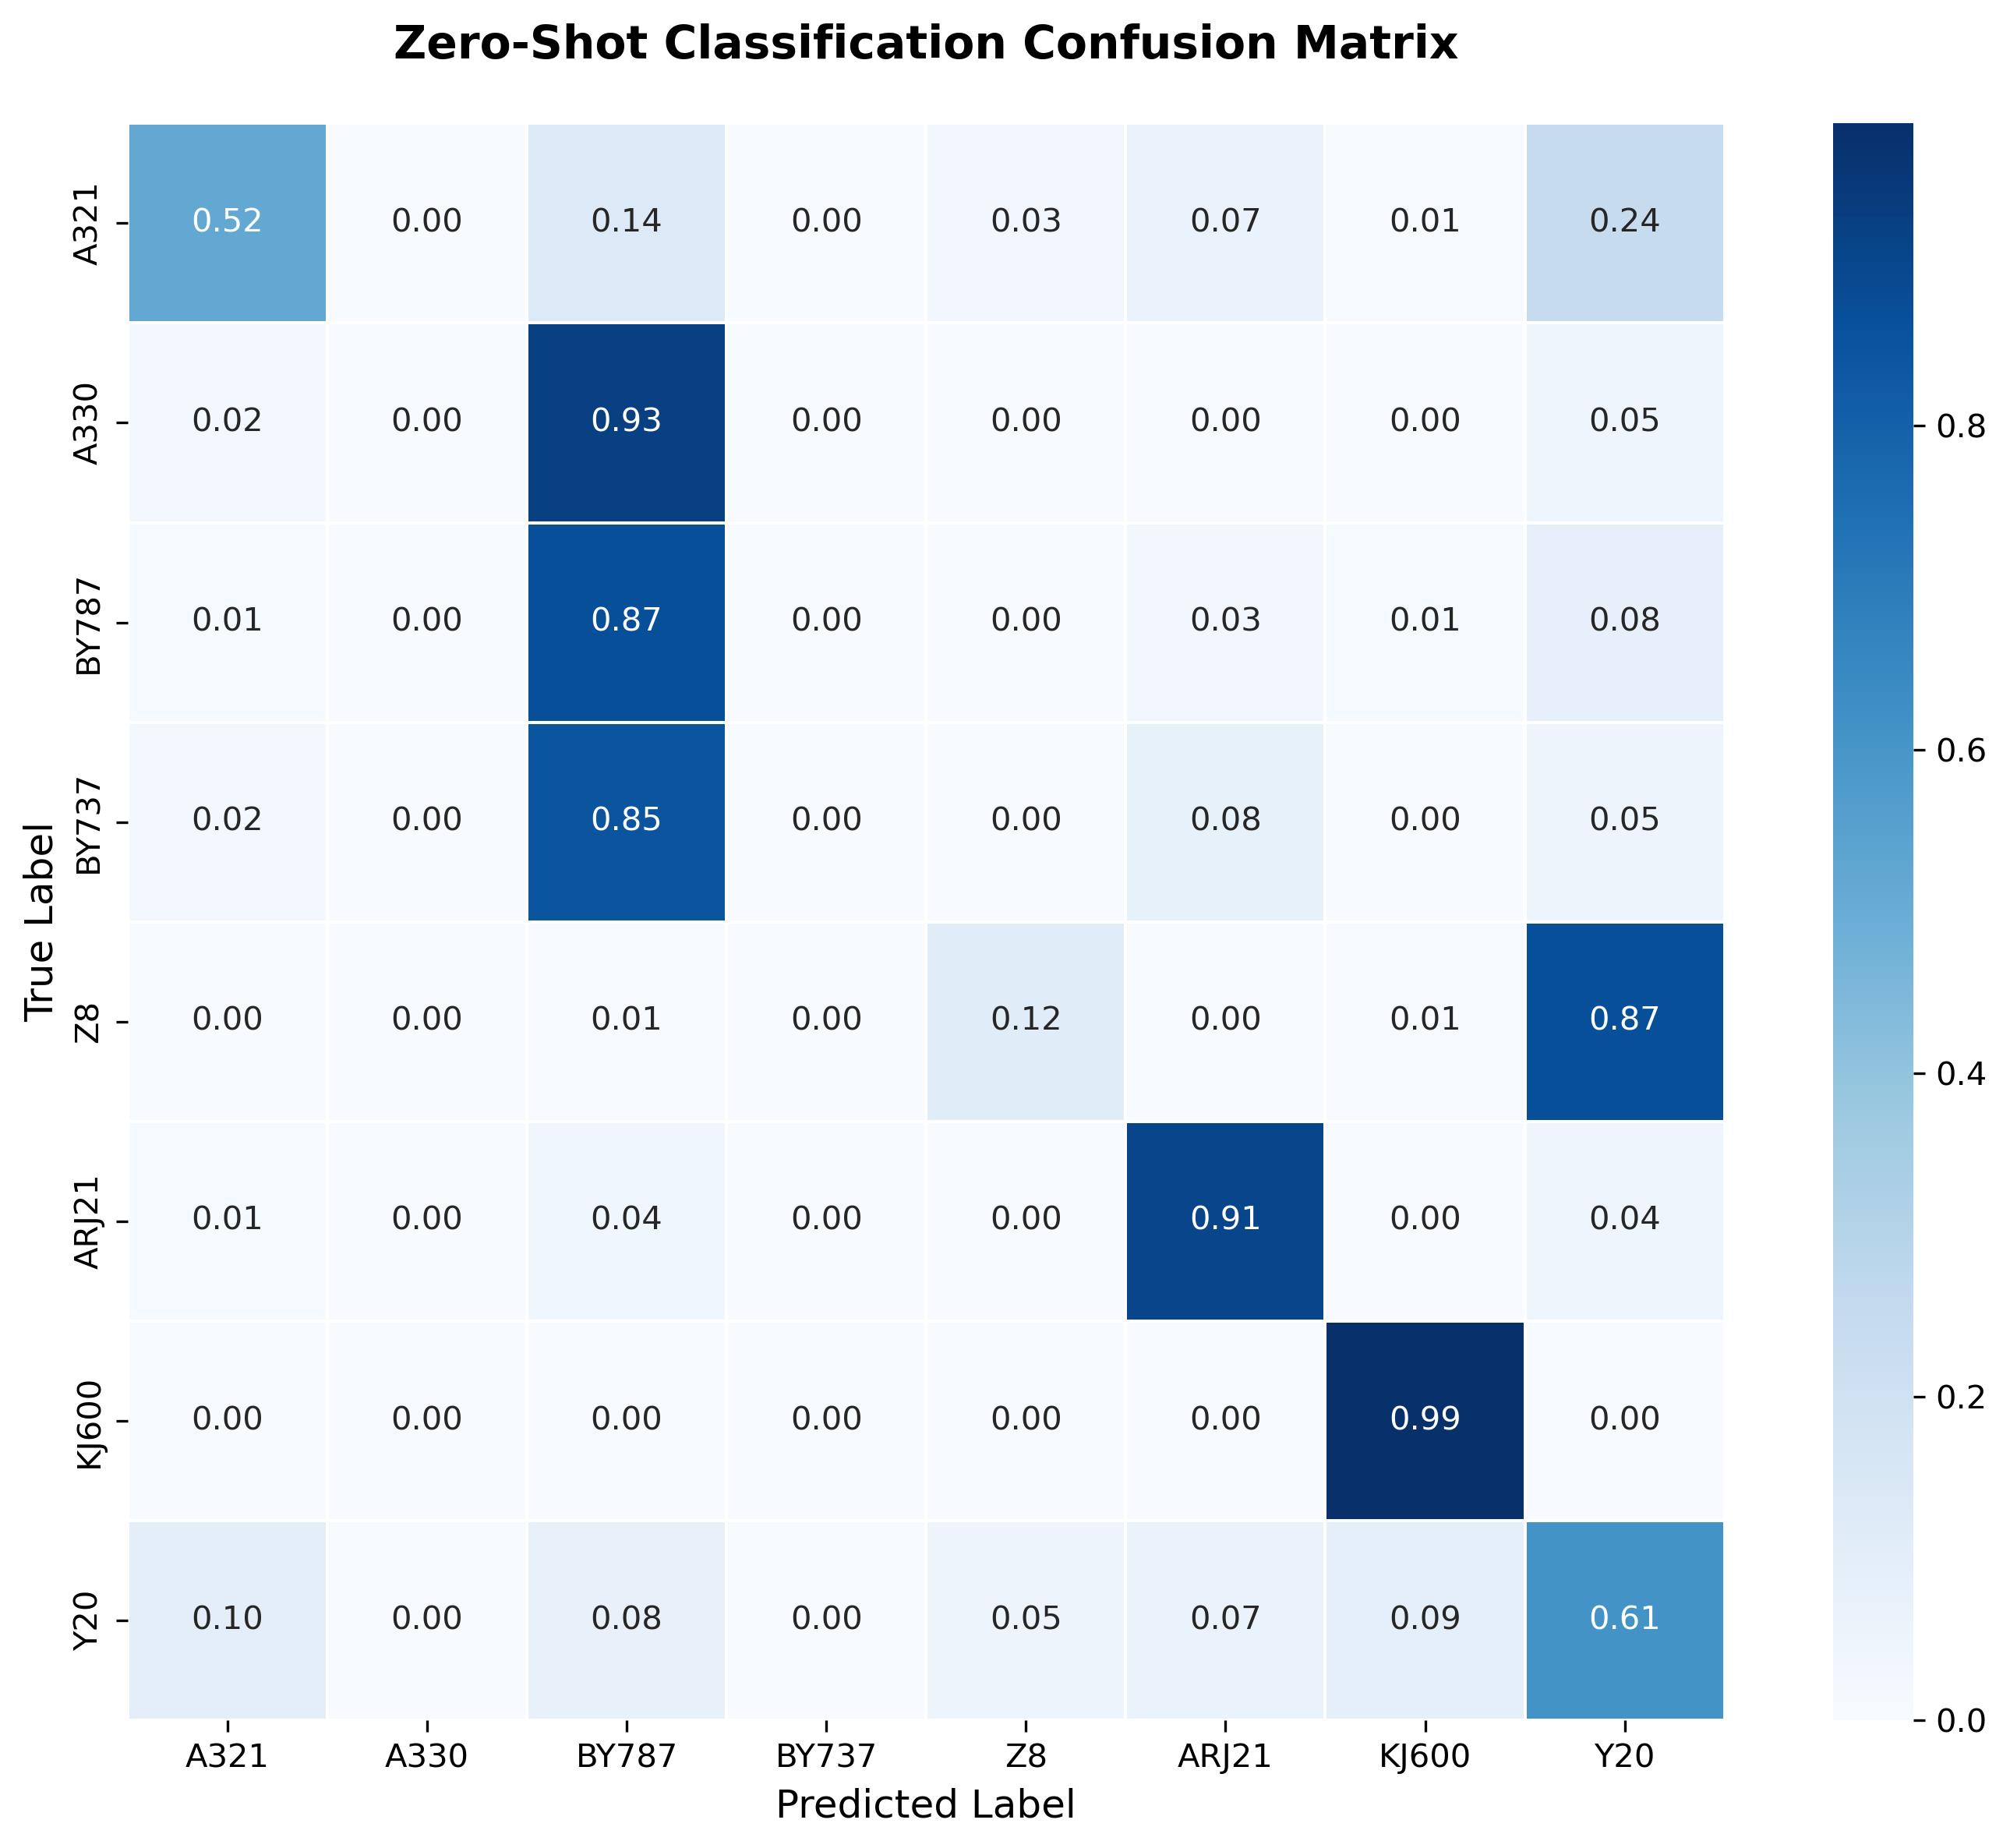 Zero-Shot Classification Confusion Matrix
True Label
A321 0.52 0.00 0.14 0.00 0.03 0.07 0.01 0.24
A330 0.02 0.00 0.93 0.00 0.00 0.00 0.00 0.05
BY787 0.01 0.00 0.87 0.00 0.00 0.03 0.01 0.08
BY737 0.02 0.00 0.85 0.00 0.00 0.08 0.00 0.05
Z8 0.00 0.00 0.01 0.00 0.12 0.00 0.01 0.87
ARJ21 0.01 0.00 0.04 0.00 0.00 0.91 0.00 0.04
KJ600 0.00 0.00 0.00 0.00 0.00 0.00 0.99 0.00
Y20 0.10 0.00 0.08 0.00 0.05 0.07 0.09 0.61
A321 A330 BY787 BY737 Z8 ARJ21 KJ600 Y20
Predicted Label
0.8
0.6
0.4
0.2
0.0